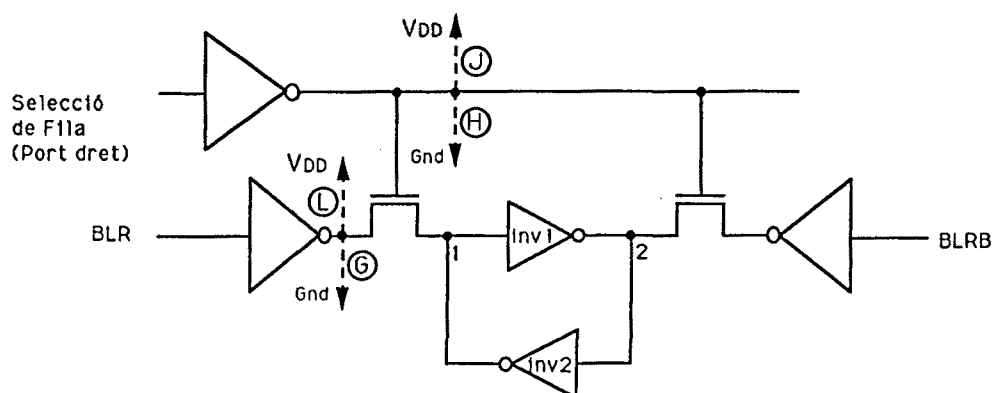 VDD
J
Selecció
de Fila
(Port dret)
H
Gnd
VDD
L
BLR
1
inv1
2
BLRB
G
Gnd
inv2